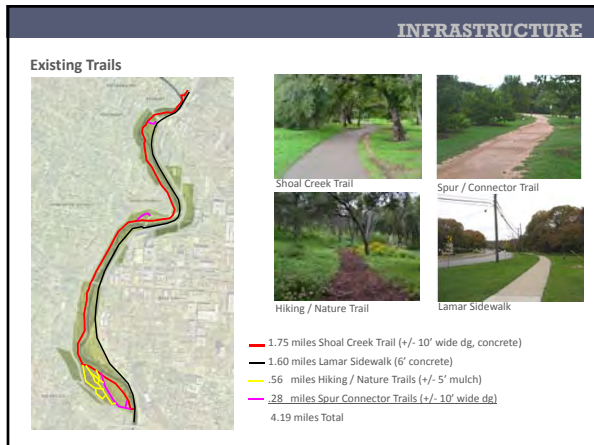 INFRASTRUCTURE
Existing Trails
Shoal Creek Trail
Spur / Connector Trail
Hiking / Nature Trail
Lamar Sidewalk
1.75 miles Shoal Creek Trail (+/- 10' wide dg, concrete)
1.60 miles Lamar Sidewalk (6' concrete)
.56 miles Hiking / Nature Trails (+/- 5' mulch)
.28 miles Spur Connector Trails (+/- 10' wide dg)
4.19 miles Total